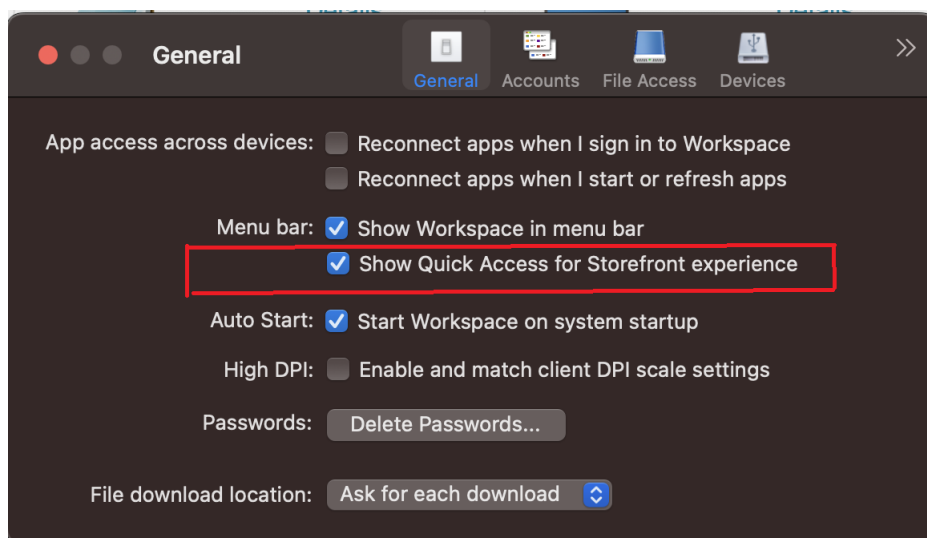 General
General
Accounts
File Access
Devices
App access across devices:
Reconnect apps when I sign in to Workspace
Reconnect apps when I start or refresh apps
Menu bar:
Show Workspace in menu bar
Show Quick Access for Storefront experience
Auto Start:
Start Workspace on system startup
High DPI:
Enable and match client DPI scale settings
Passwords:
Delete Passwords...
File download location:
Ask for each download